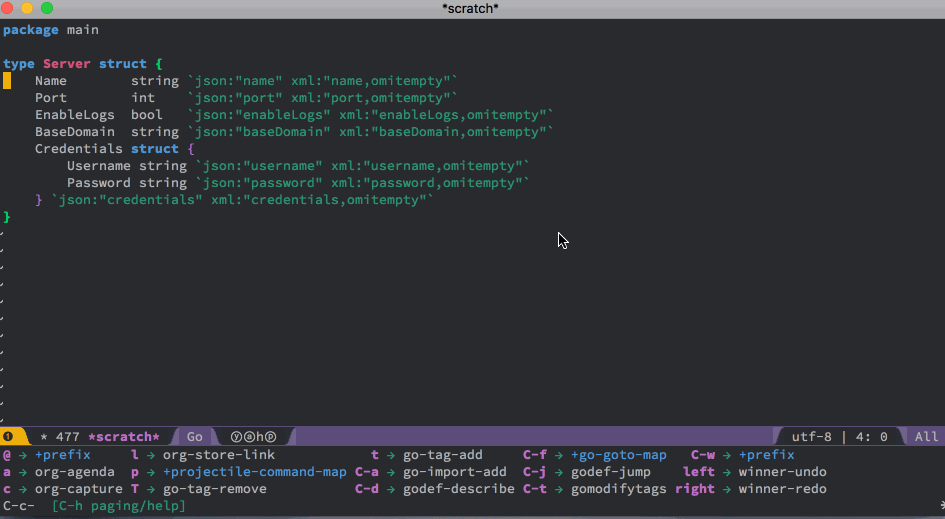 *scratch*
package main
type Server struct {
    Name        string `json:"name" xml:"name,omitempty"`
    Port        int    `json:"port" xml:"port,omitempty"`
    EnableLogs  bool   `json:"enableLogs" xml:"enableLogs,omitempty"`
    BaseDomain  string `json:"baseDomain" xml:"baseDomain,omitempty"`
    Credentials struct {
        Username string `json:"username" xml:"username,omitempty"`
        Password string `json:"password" xml:"password,omitempty"`
    } `json:"credentials" xml:"credentials,omitempty"`
}
~
~
~
~
~
~
~
~
~
~
~
~
❶ * 477 *scratch* Go ⓨⓐⓗⓟ utf-8 | 4: 0 All
@ → +prefix l → org-store-link t → go-tag-add C-f → +go-goto-map C-w → +prefix
a → org-agenda p → +projectile-command-map C-a → go-import-add C-j → godef-jump left → winner-undo
c → org-capture T → go-tag-remove C-d → godef-describe C-t → gomodifytags right → winner-redo
C-c- [C-h paging/help]